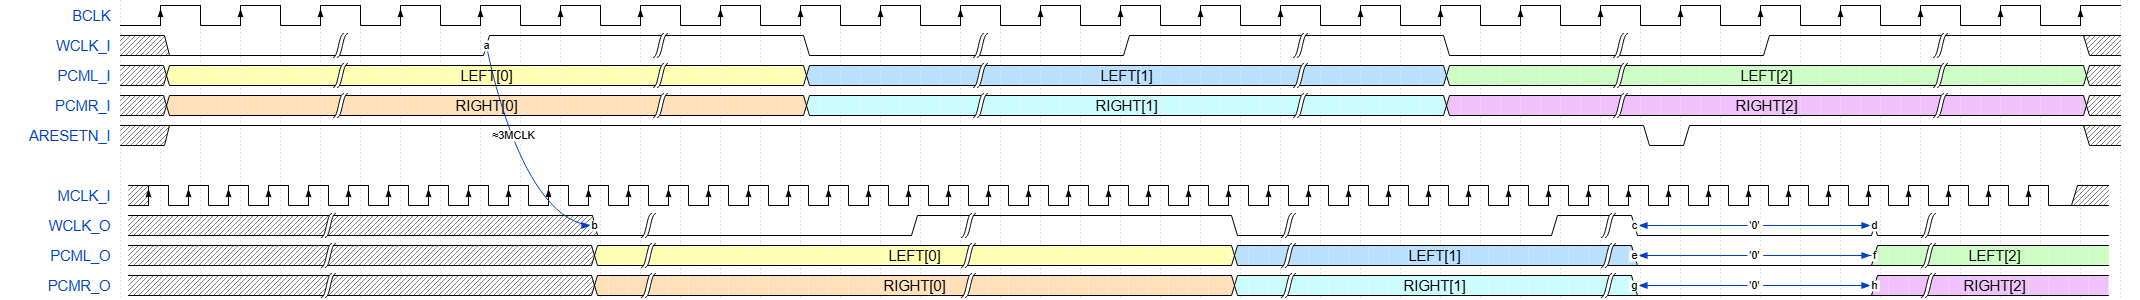 BCLK
WCLK_I a
PCML_I LEFT[0] LEFT[1] LEFT[2]
PCMR_I RIGHT[0] RIGHT[1] RIGHT[2]
ARESETN_I ≈3MCLK
MCLK_I
WCLK_O b c '0' d
PCML_O LEFT[0] LEFT[1] e '0' f LEFT[2]
PCMR_O RIGHT[0] RIGHT[1] g '0' h RIGHT[2]